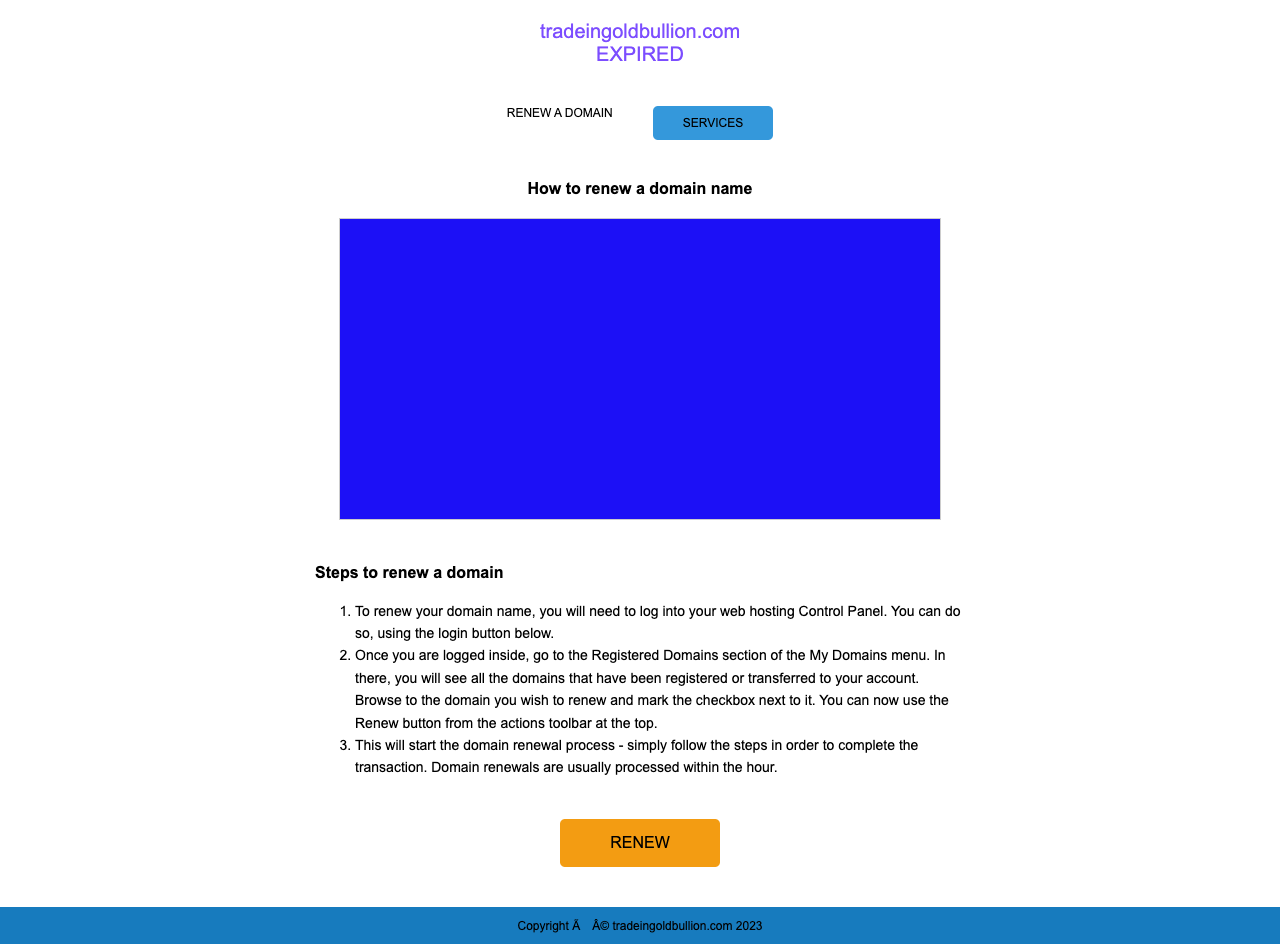 tradeingoldbullion.com
EXPIRED
RENEW A DOMAIN
SERVICES
How to renew a domain name
Steps to renew a domain
1. To renew your domain name, you will need to log into your web hosting Control Panel. You can do
so, using the login button below.
2. Once you are logged inside, go to the Registered Domains section of the My Domains menu. In
there, you will see all the domains that have been registered or transferred to your account.
Browse to the domain you wish to renew and mark the checkbox next to it. You can now use the
Renew button from the actions toolbar at the top.
3. This will start the domain renewal process - simply follow the steps in order to complete the
transaction. Domain renewals are usually processed within the hour.
RENEW
Copyright Ã Â© tradeingoldbullion.com 2023